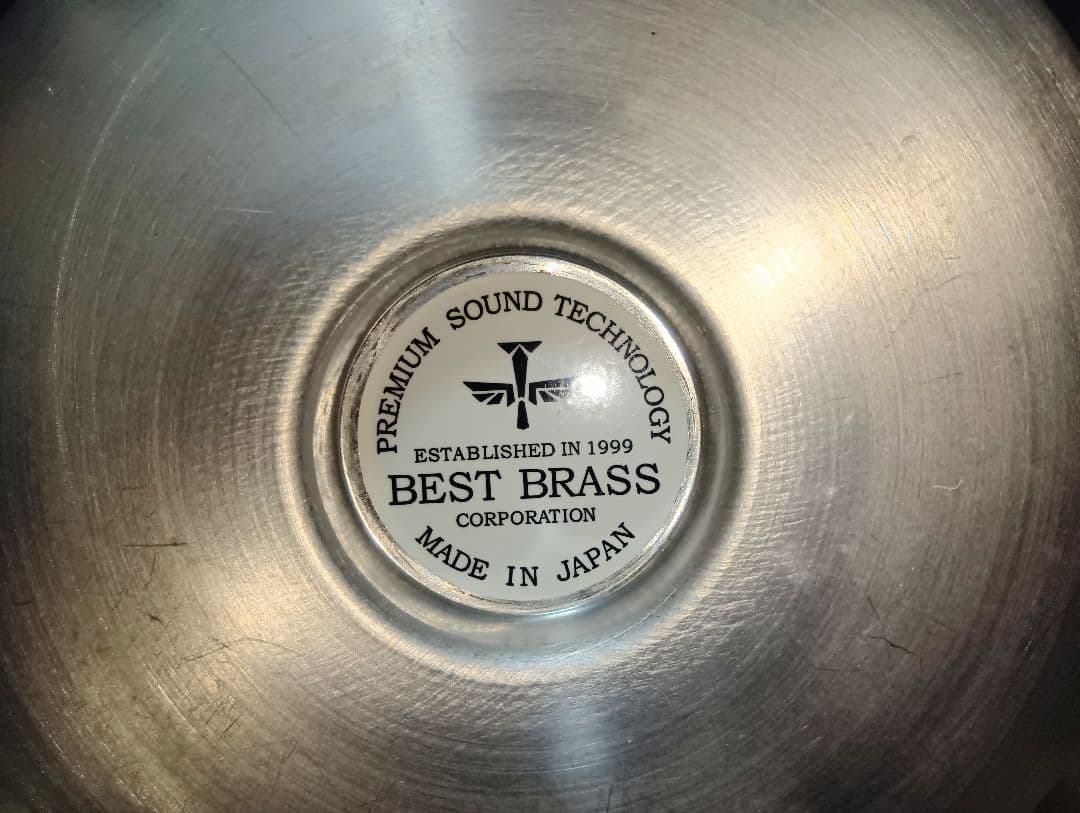 PREMIUM SOUND TECHNOLOGY
ESTABLISHED IN 1999
BEST BRASS
CORPORATION
MADE IN JAPAN